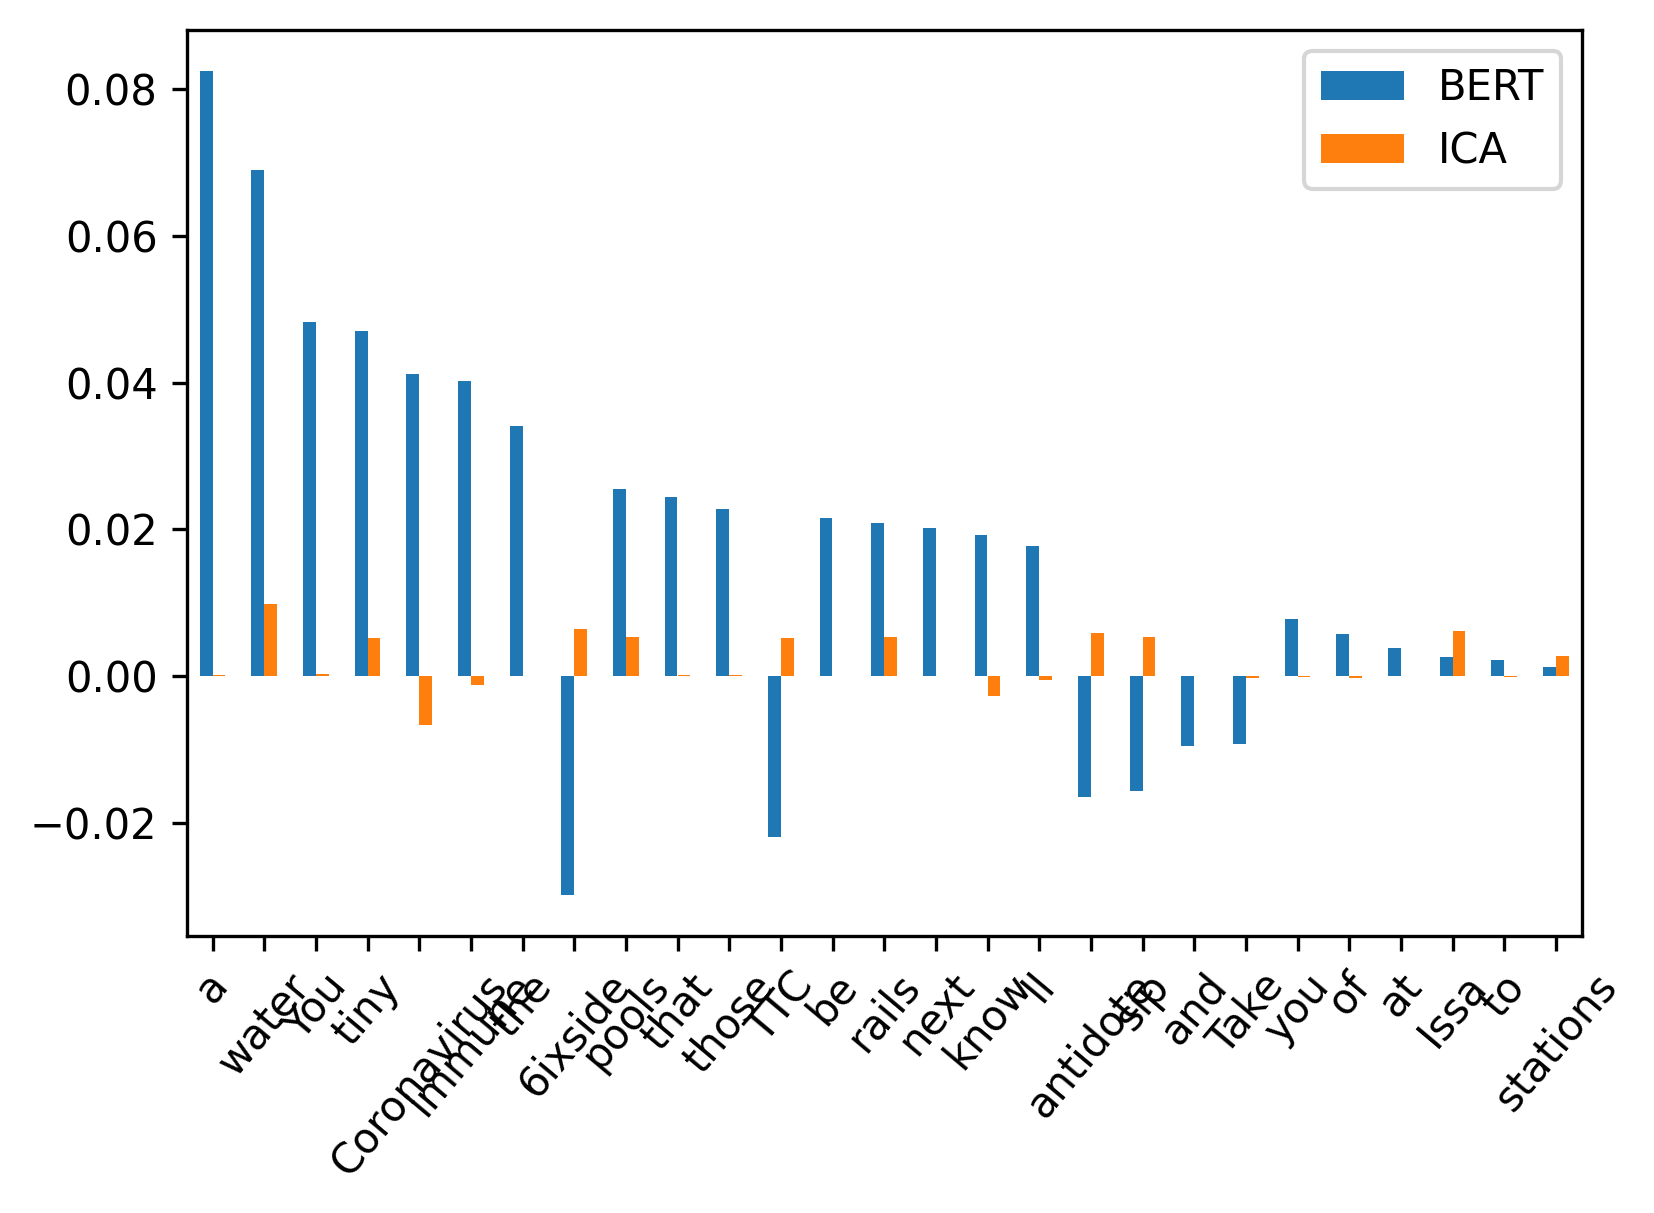 BERT
ICA
0.08
0.06
0.04
0.02
0.00
−0.02
a
water
You
tiny
Coronavirus
Immune
the
6ixside
pools
that
those
TTC
be
rails
next
know
ll
antidote
sip
and
Take
you
of
at
Issa
to
stations